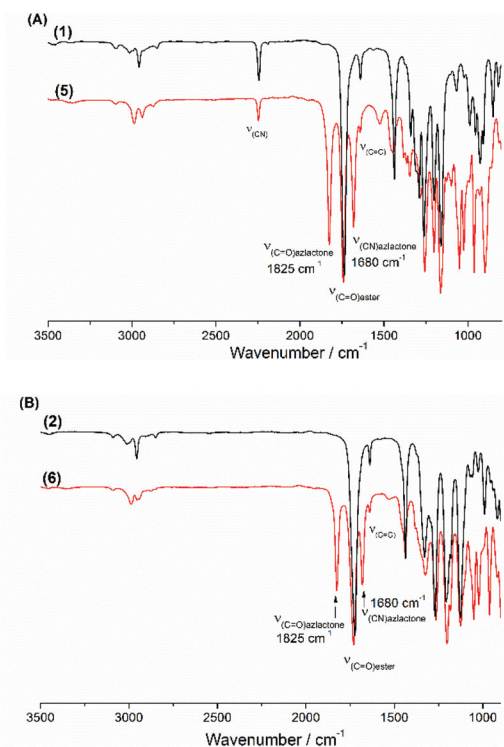 (A)
(1)
(5)
ν(CN)
ν(C=C)
ν(C=O)azlactone
1825 cm-1
ν(CN)azlactone
1680 cm-1
ν(C=O)ester
3500 3000 2500 2000 1500 1000
Wavenumber / cm-1
(B)
(2)
(6)
ν(C=C)
1680 cm-1
ν(C=O)azlactone
ν(CN)azlactone
1825 cm-1
ν(C=O)ester
3500 3000 2500 2000 1500 1000
Wavenumber / cm-1